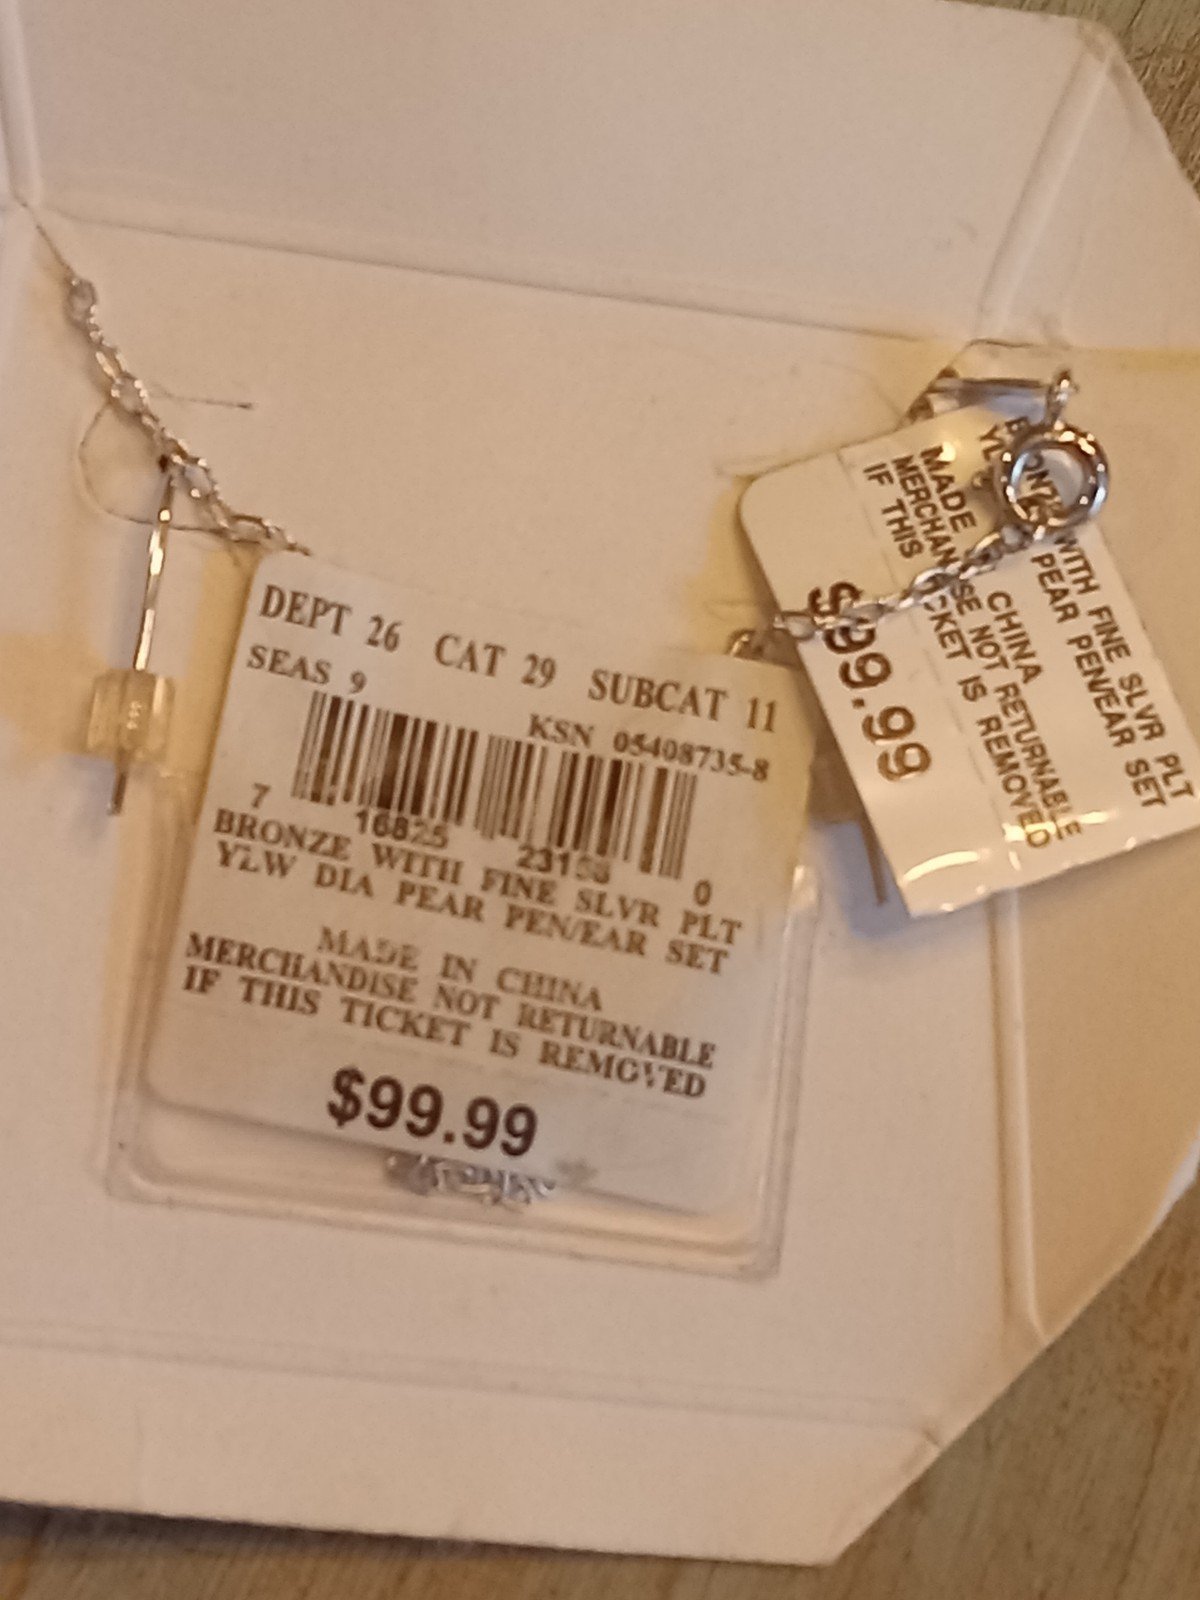 DEPT 26 CAT 29 SUBCAT 11
SEAS 9
KSN 05408735-8
7 16825 23158 0
BRONZE WITH FINE SLVR PLT
YLW DIA PEAR PEN/EAR SET
MADE IN CHINA
MERCHANDISE NOT RETURNABLE
IF THIS TICKET IS REMOVED
$99.99
WITH FINE SLVR PLT
PEAR PEN/EAR SET
MADE CHINA
NOT RETURNABLE
IF THIS IS REMOVED
$99.99